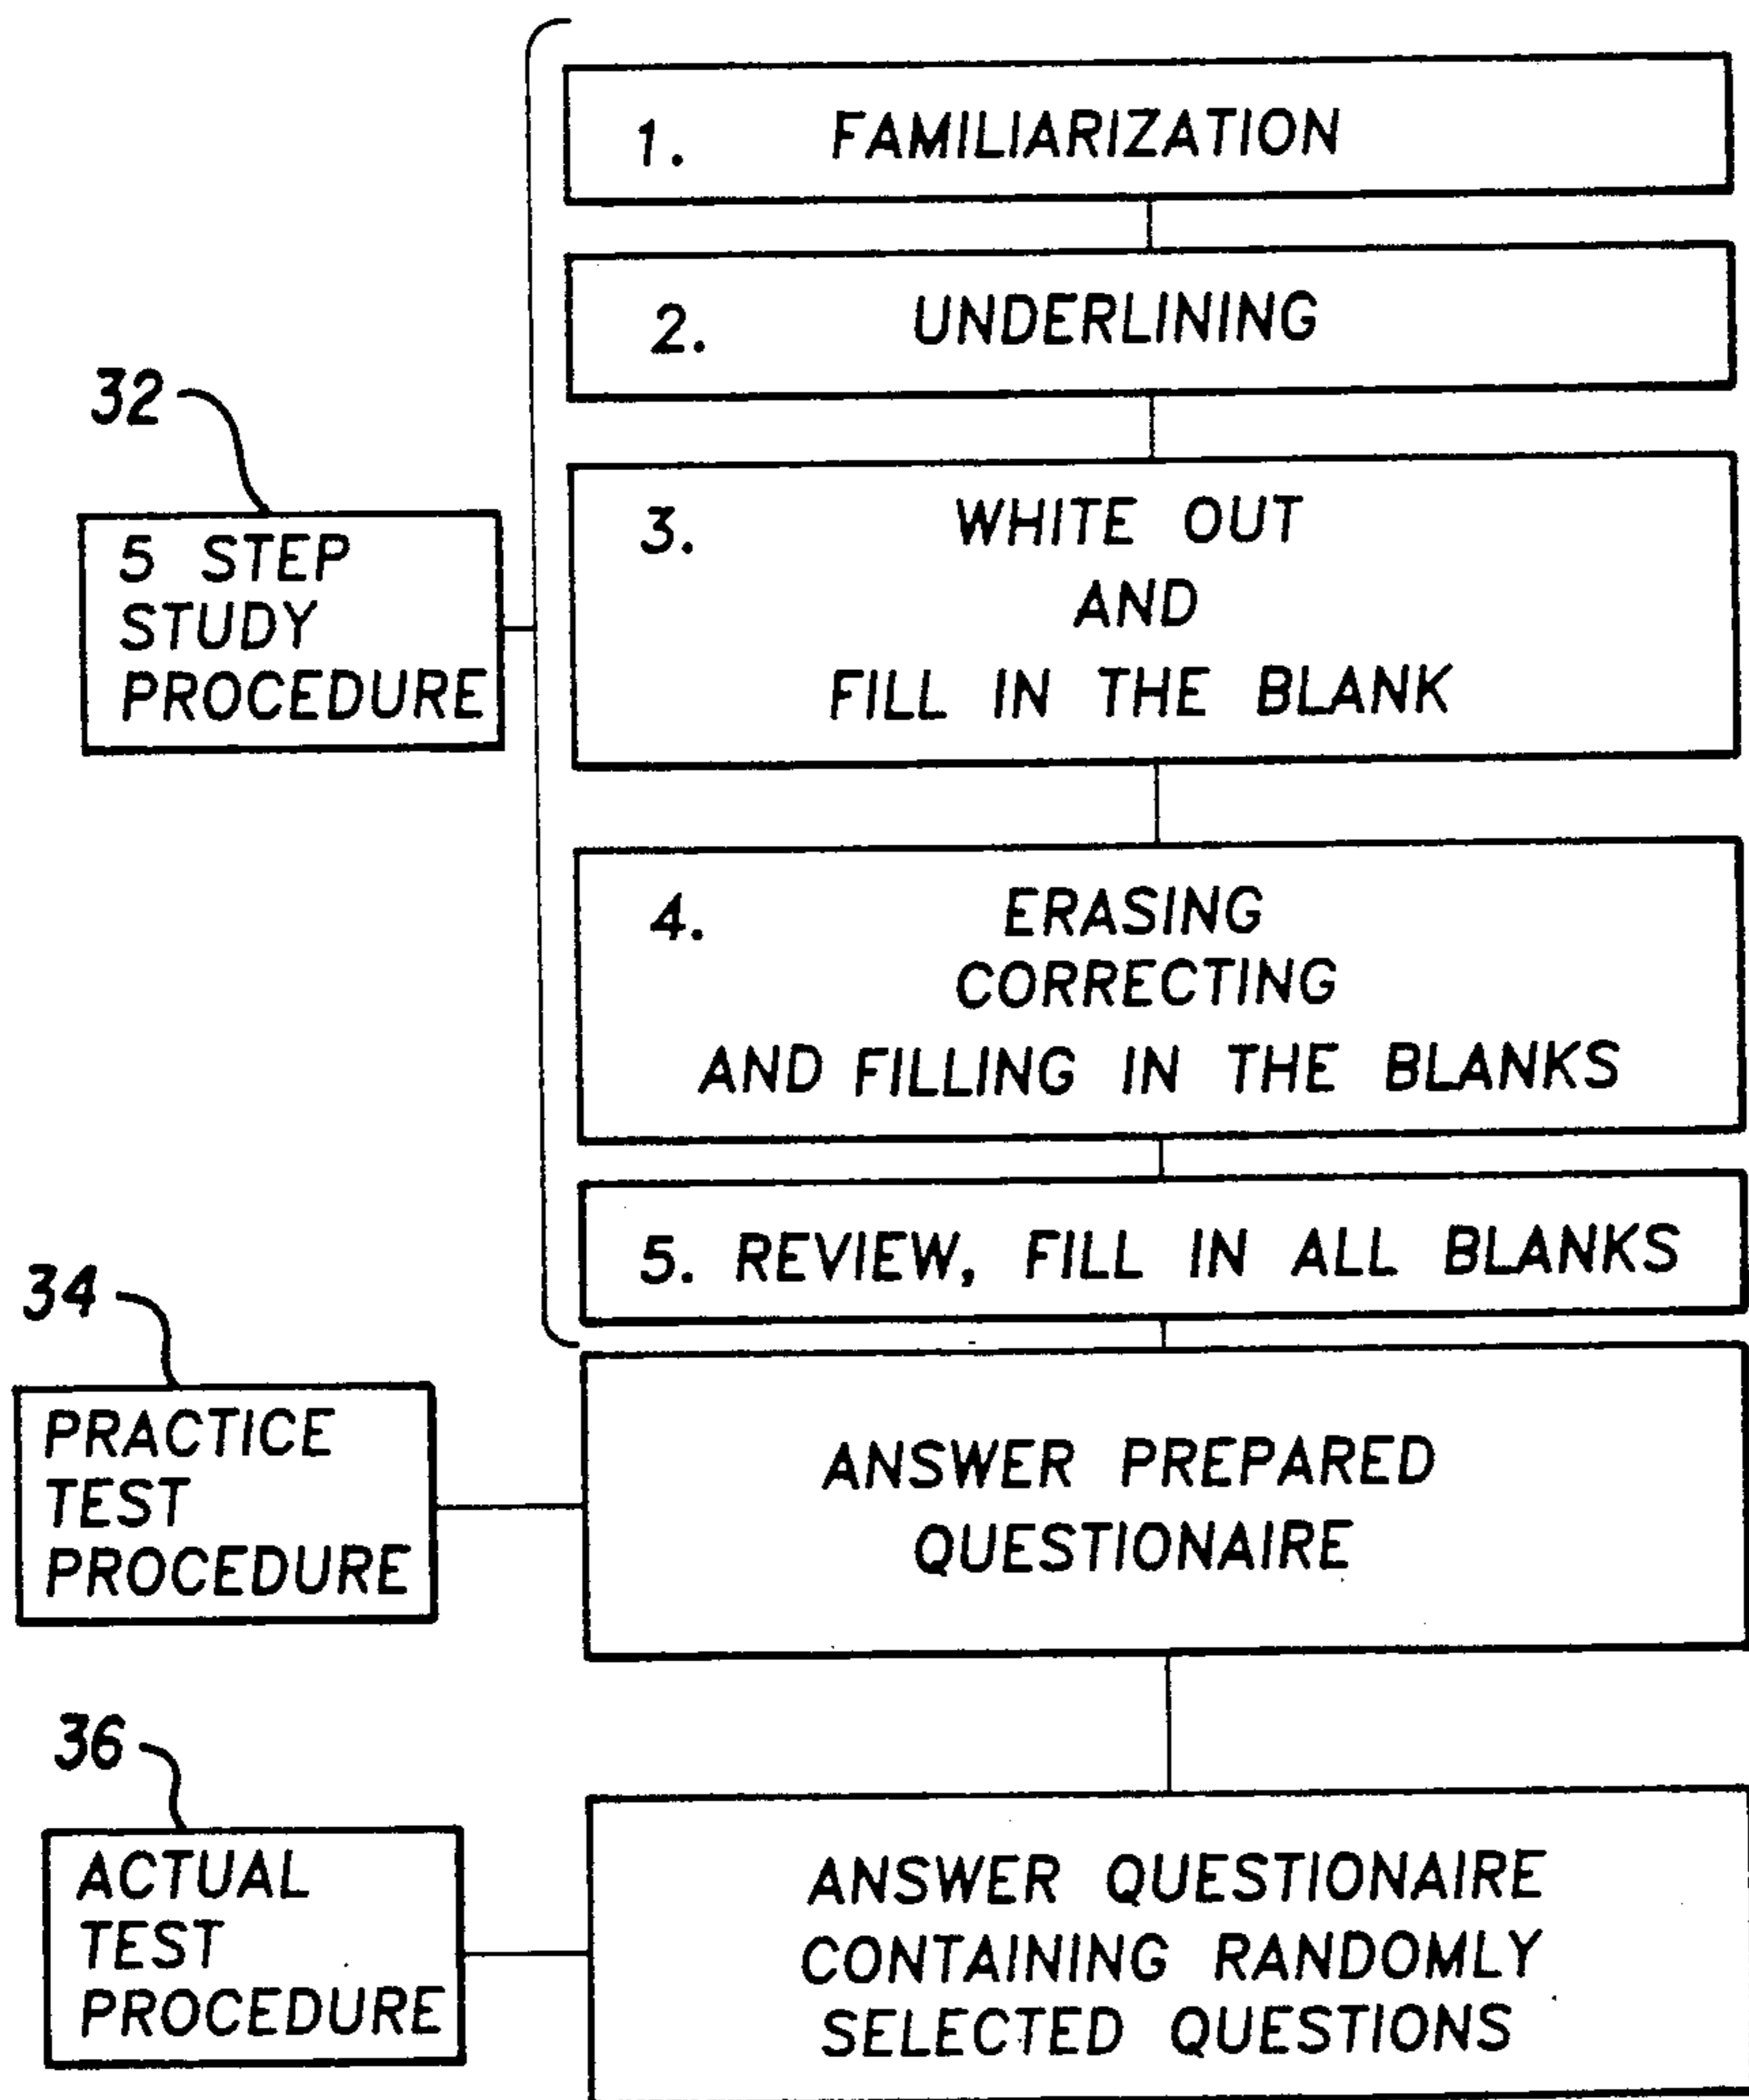 1. FAMILIARIZATION
2. UNDERLINING
32
5 STEP
STUDY
PROCEDURE
3. WHITE OUT
AND
FILL IN THE BLANK
4. ERASING
CORRECTING
AND FILLING IN THE BLANKS
5. REVIEW, FILL IN ALL BLANKS
34
PRACTICE
TEST
PROCEDURE
ANSWER PREPARED
QUESTIONAIRE
36
ACTUAL
TEST
PROCEDURE
ANSWER QUESTIONAIRE
CONTAINING RANDOMLY
SELECTED QUESTIONS